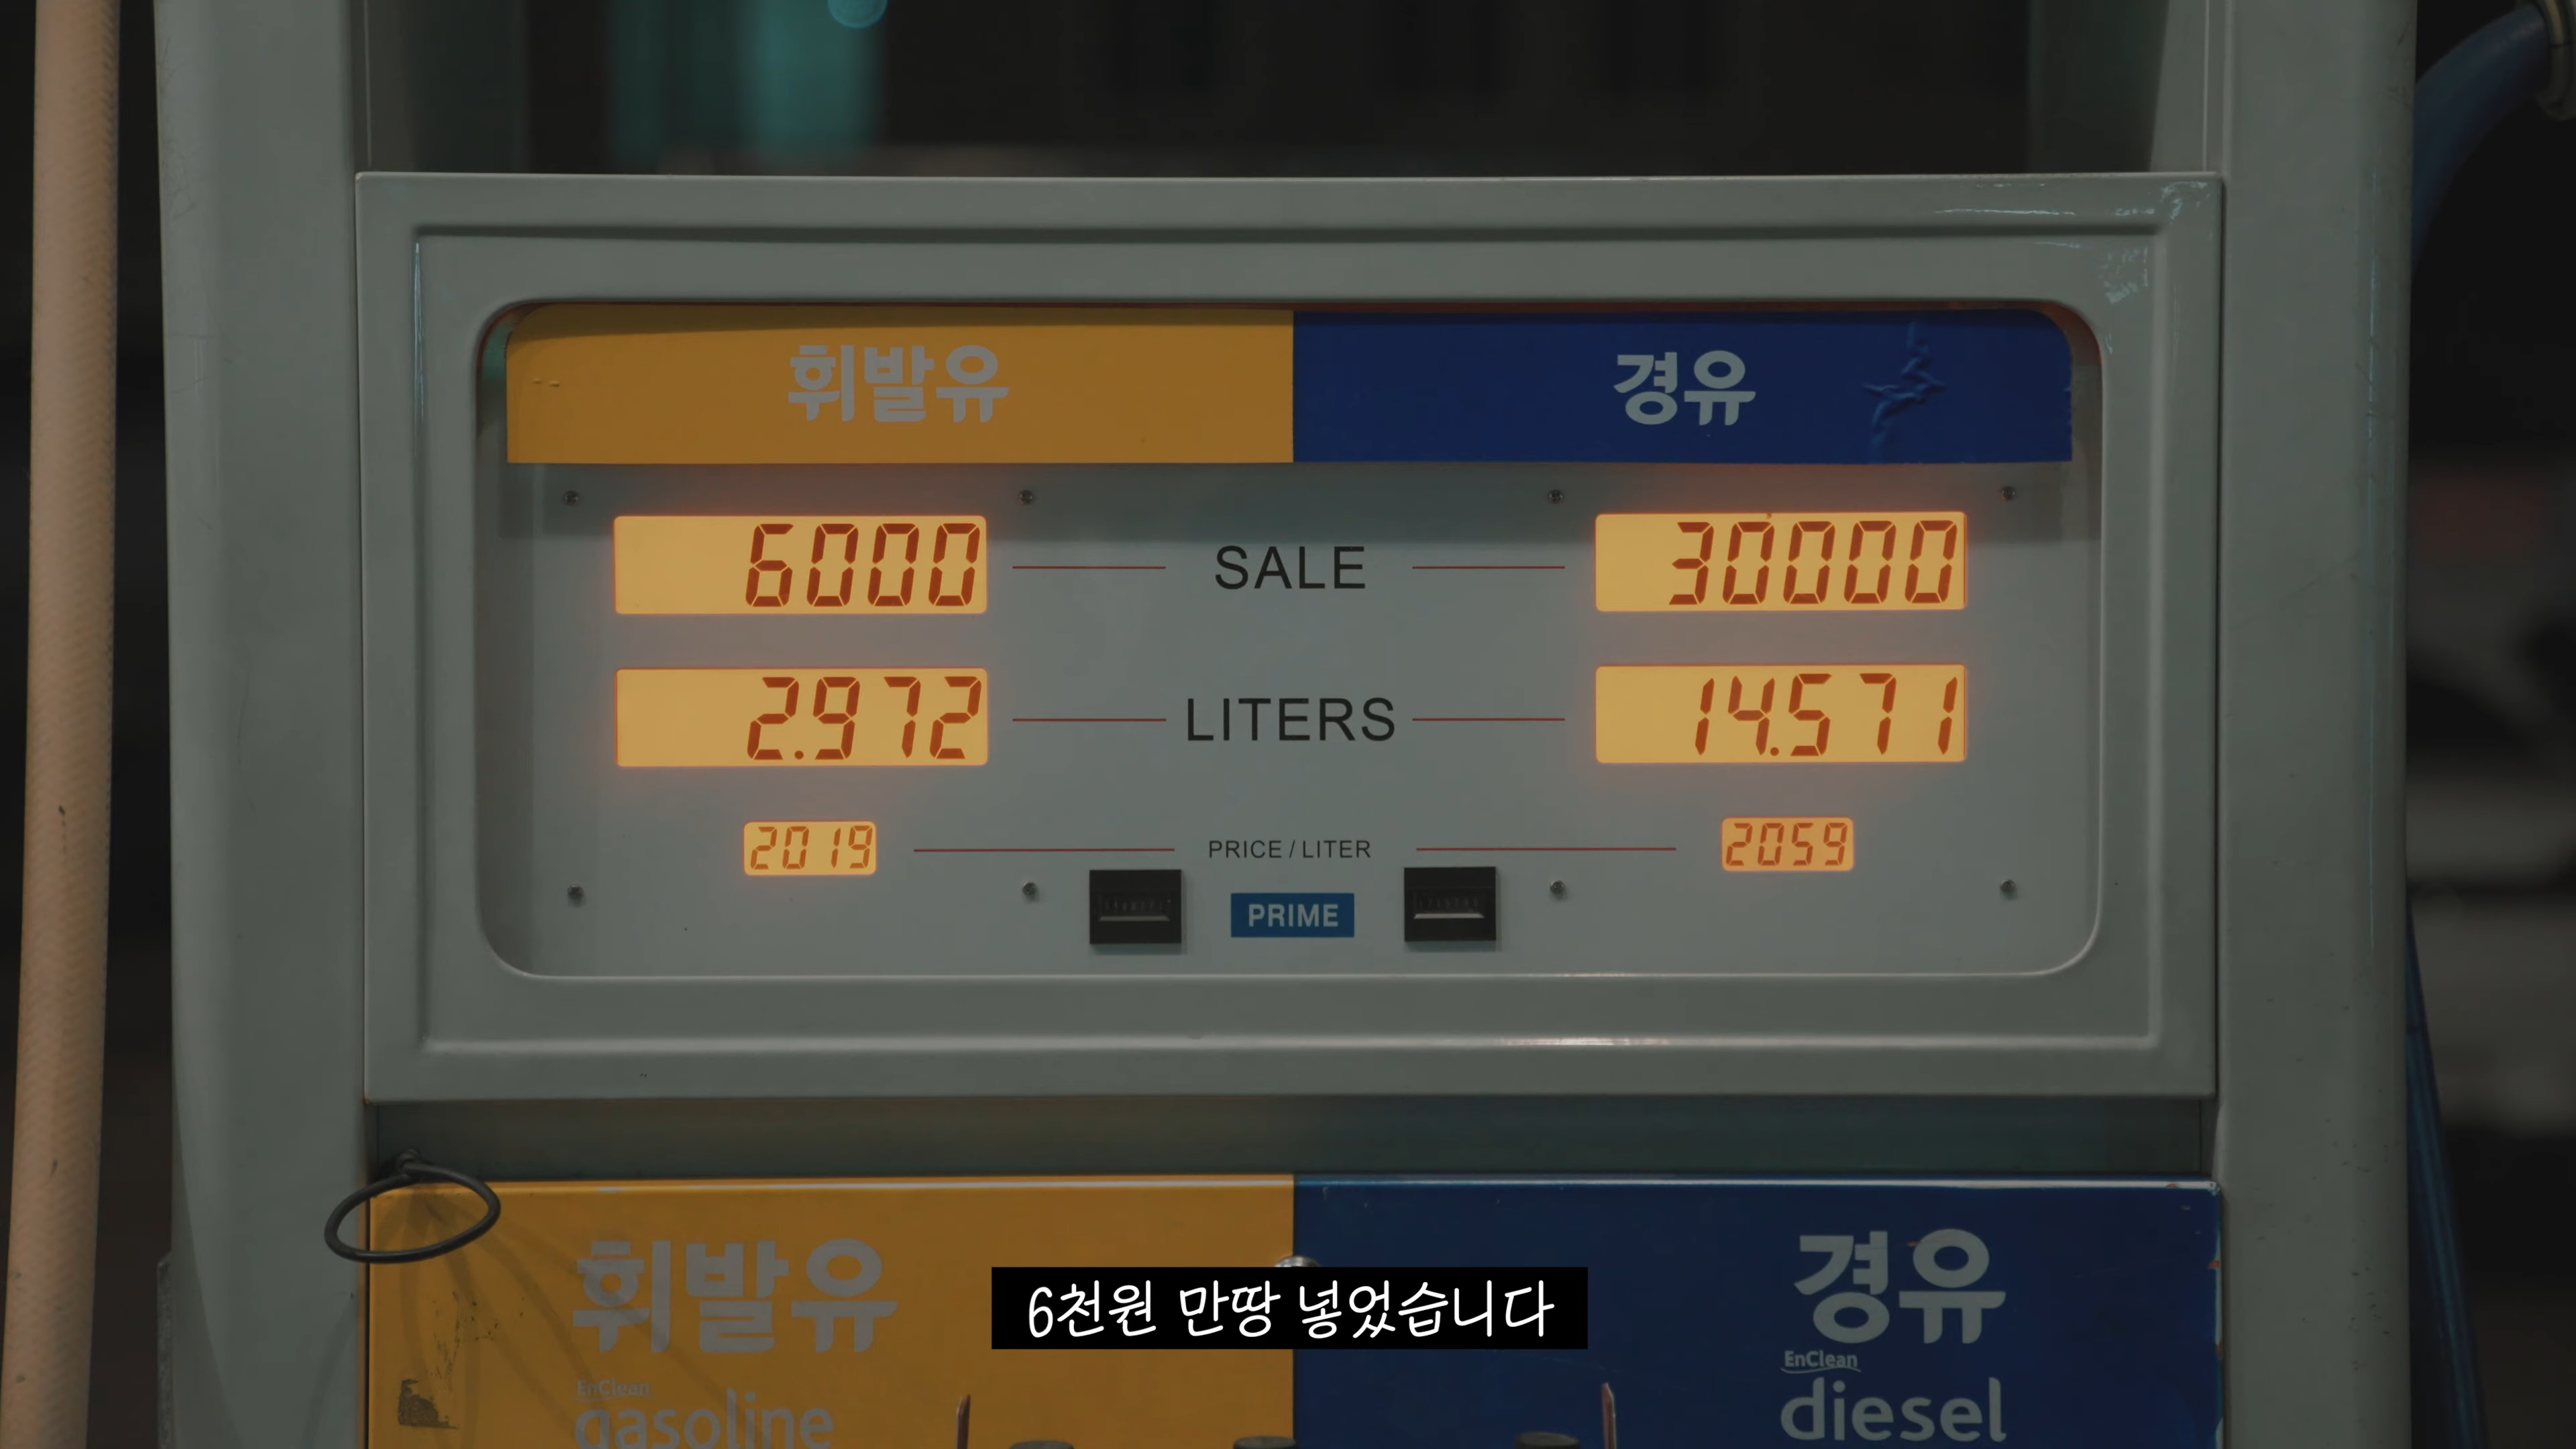 휘발유 경유
6000 SALE 30000
2.972 LITERS 14.571
2019 PRICE/LITER 2059
PRIME
휘발유 경유
6천원 만땅 넣었습니다
EnClean EnClean
gasoline diesel